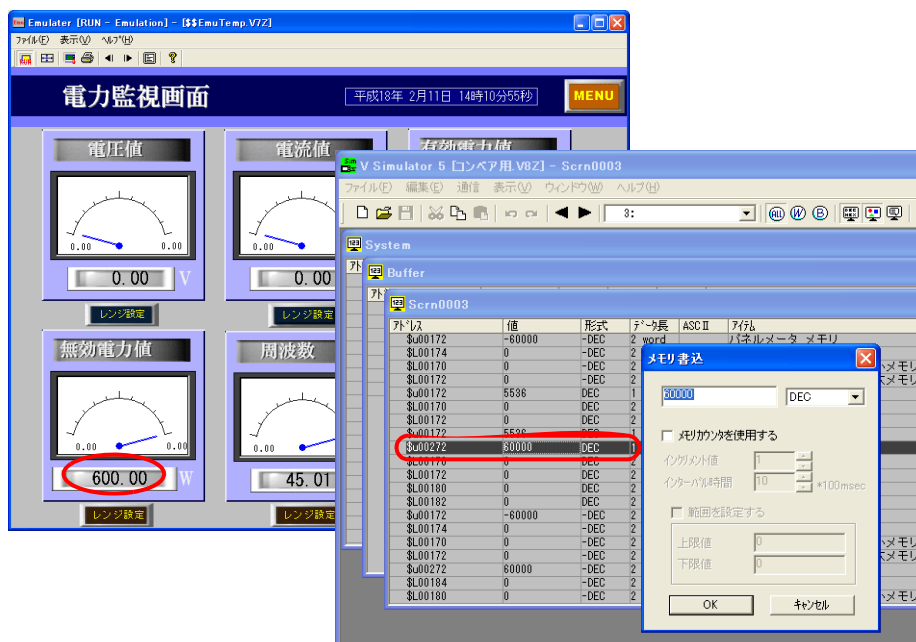 Emulater [RUN - Emulation] - [$$EmuTemp.V7Z]
ファイル(F) 表示(V) ヘルプ(H)
電力監視画面
平成18年 2月11日 14時10分55秒
MENU
電圧値
電流値
有効電力値
0.00 0.00
0.00
0.00 V
0.00
レンジ設定
レンジ設定
無効電力値
周波数
0.00 0.00
0.00
600.00 W
45.01
レンジ設定
レンジ設定
V Simulator 5 [コンベア用.V8Z] - Scrn0003
ファイル(F) 編集(E) 通信 表示(V) ウィンドウ(W) ヘルプ(H)
3:
System
Buffer
Scrn0003
アドレス 値 形式 データ長 ASCⅡ アイテム
$u00172 -60000 -DEC 2 word パネルメータ メモリ
$L00174 0 -DEC 2
$L00170 0 -DEC 2
$L00172 0 -DEC 2
$u00172 5536 DEC 1
$L00170 0 DEC 2
$L00172 0 DEC 2
$u00172 5536 DEC 1
$u00272 60000 DEC 1
$L00170 0 DEC 2
$L00172 0 DEC 2
$L00180 0 DEC 2
$L00182 0 DEC 2
$u00172 -60000 -DEC 2
$L00174 0 -DEC 2
$L00170 0 -DEC 2
$L00172 0 -DEC 2
$u00272 60000 -DEC 2
$L00184 0 -DEC 2
$L00180 0 -DEC 2
メモリ書込
60000 DEC
メモリカウンタを使用する
インクリメント値 1
インターバル時間 10 *100msec
範囲を設定する
上限値 0
下限値 0
OK キャンセル